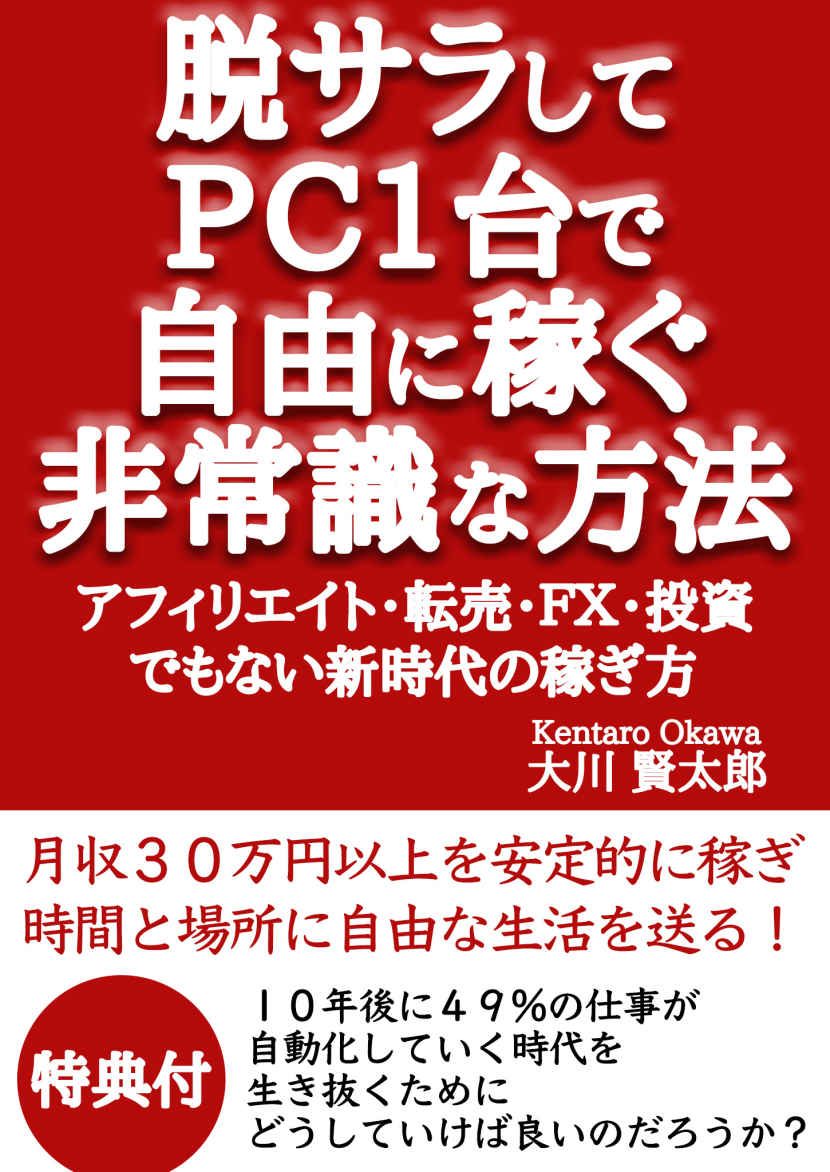 脱サラして
PC1台で
自由に稼ぐ
非常識な方法
アフィリエイト・転売・FX・投資
でもない新時代の稼ぎ方
Kentaro Okawa
大川 賢太郎
月収３０万円以上を安定的に稼ぎ
時間と場所に自由な生活を送る！
特典付
１０年後に４９％の仕事が
自動化していく時代を
生き抜くために
どうしていけば良いのだろうか？